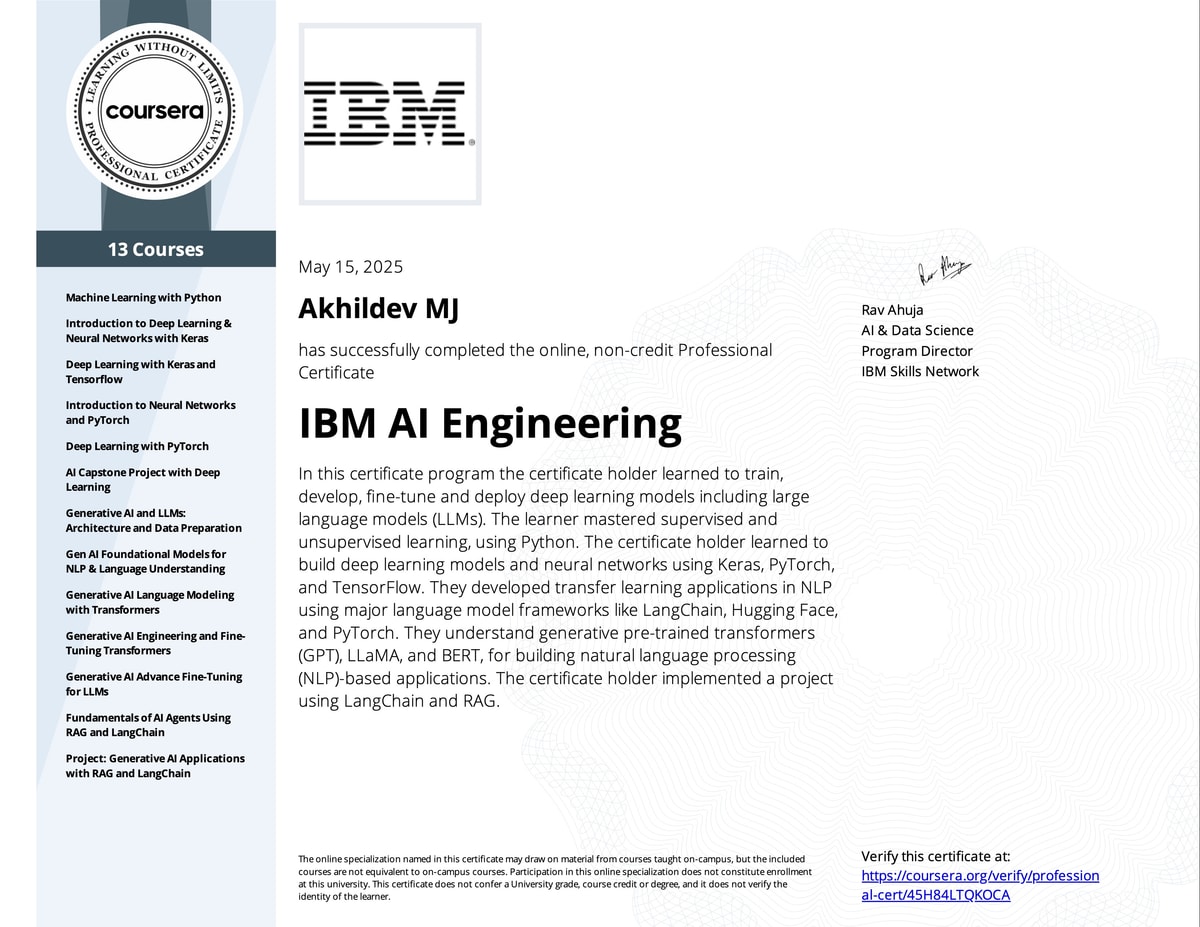 LEARNING WITHOUT LIMITS
coursera
PROFESSIONAL CERTIFICATE
IBM®
13 Courses
Machine Learning with Python
Introduction to Deep Learning &
Neural Networks with Keras
Deep Learning with Keras and
Tensorflow
Introduction to Neural Networks
and PyTorch
Deep Learning with PyTorch
AI Capstone Project with Deep
Learning
Generative AI and LLMs:
Architecture and Data Preparation
Gen AI Foundational Models for
NLP & Language Understanding
Generative AI Language Modeling
with Transformers
Generative AI Engineering and Fine-
Tuning Transformers
Generative AI Advance Fine-Tuning
for LLMs
Fundamentals of AI Agents Using
RAG and LangChain
Project: Generative AI Applications
with RAG and LangChain
May 15, 2025
Akhildev MJ
has successfully completed the online, non-credit Professional
Certificate
IBM AI Engineering
In this certificate program the certificate holder learned to train,
develop, fine-tune and deploy deep learning models including large
language models (LLMs). The learner mastered supervised and
unsupervised learning, using Python. The certificate holder learned to
build deep learning models and neural networks using Keras, PyTorch,
and TensorFlow. They developed transfer learning applications in NLP
using major language model frameworks like LangChain, Hugging Face,
and PyTorch. They understand generative pre-trained transformers
(GPT), LLaMA, and BERT, for building natural language processing
(NLP)-based applications. The certificate holder implemented a project
using LangChain and RAG.
Rav Ahuja
Rav Ahuja
AI & Data Science
Program Director
IBM Skills Network
The online specialization named in this certificate may draw on material from courses taught on-campus, but the included
courses are not equivalent to on-campus courses. Participation in this online specialization does not constitute enrollment
at this university. This certificate does not confer a University grade, course credit or degree, and it does not verify the
identity of the learner.
Verify this certificate at:
https://coursera.org/verify/profession
al-cert/45H84LTQKOCA